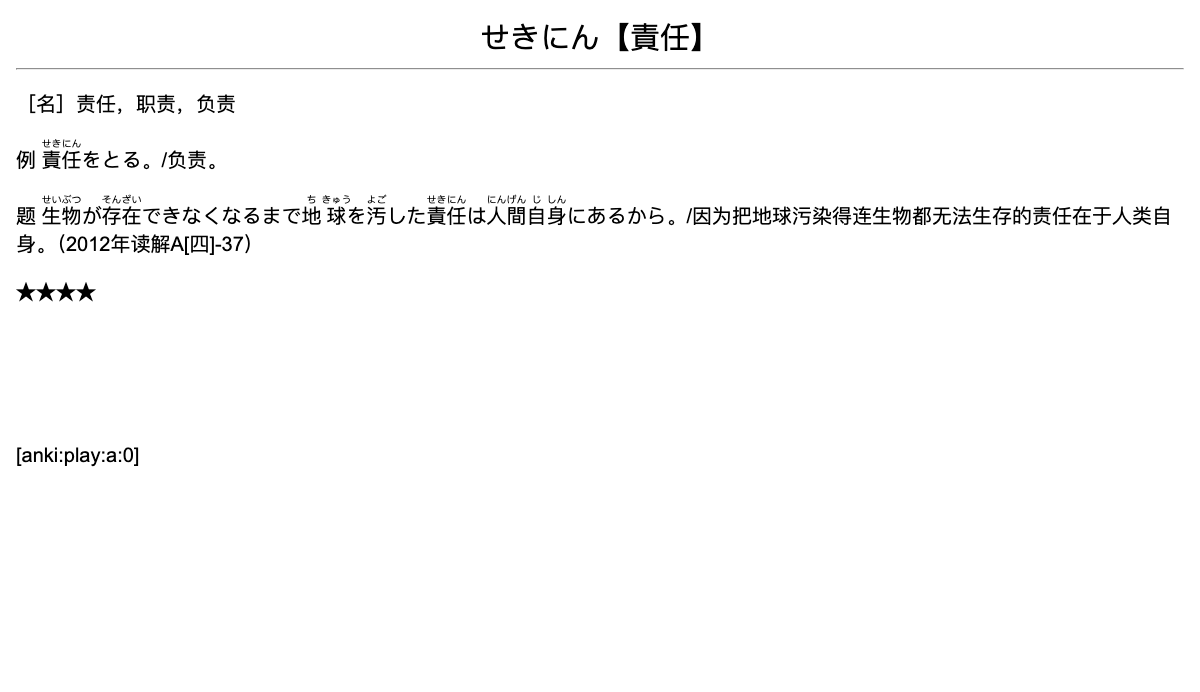 せきにん【責任】
［名］责任，职责，负责
せきにん
例 責任をとる。/负责。
せいぶつ そんざい ち きゅう よご せきにん にんげん じ しん
题 生物が存在できなくなるまで地球を汚した責任は人間自身にあるから。/因为把地球污染得连生物都无法生存的责任在于人类自
身。（2012年读解A[四]-37）
★★★★
[anki:play:a:0]